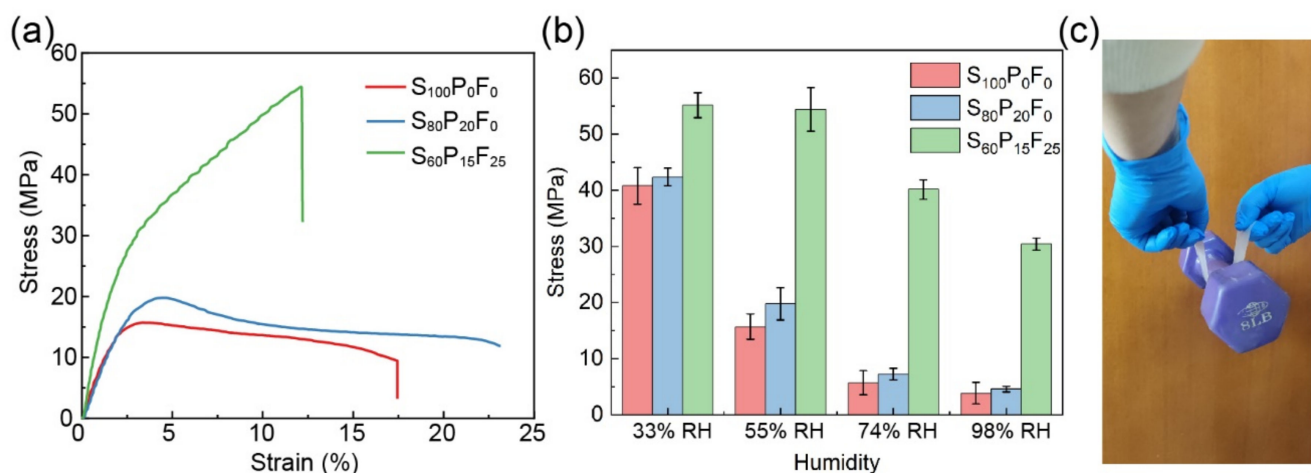 (a)
60
50
40
30
20
10
0
0 5 10 15 20 25
Stress (MPa)
Strain (%)
S₁₀₀P₀F₀
S₈₀P₂₀F₀
S₆₀P₁₅F₂₅
(b)
60
50
40
30
20
10
0
33% RH 55% RH 74% RH 98% RH
Stress (MPa)
Humidity
S₁₀₀P₀F₀
S₈₀P₂₀F₀
S₆₀P₁₅F₂₅
(c)
8LB